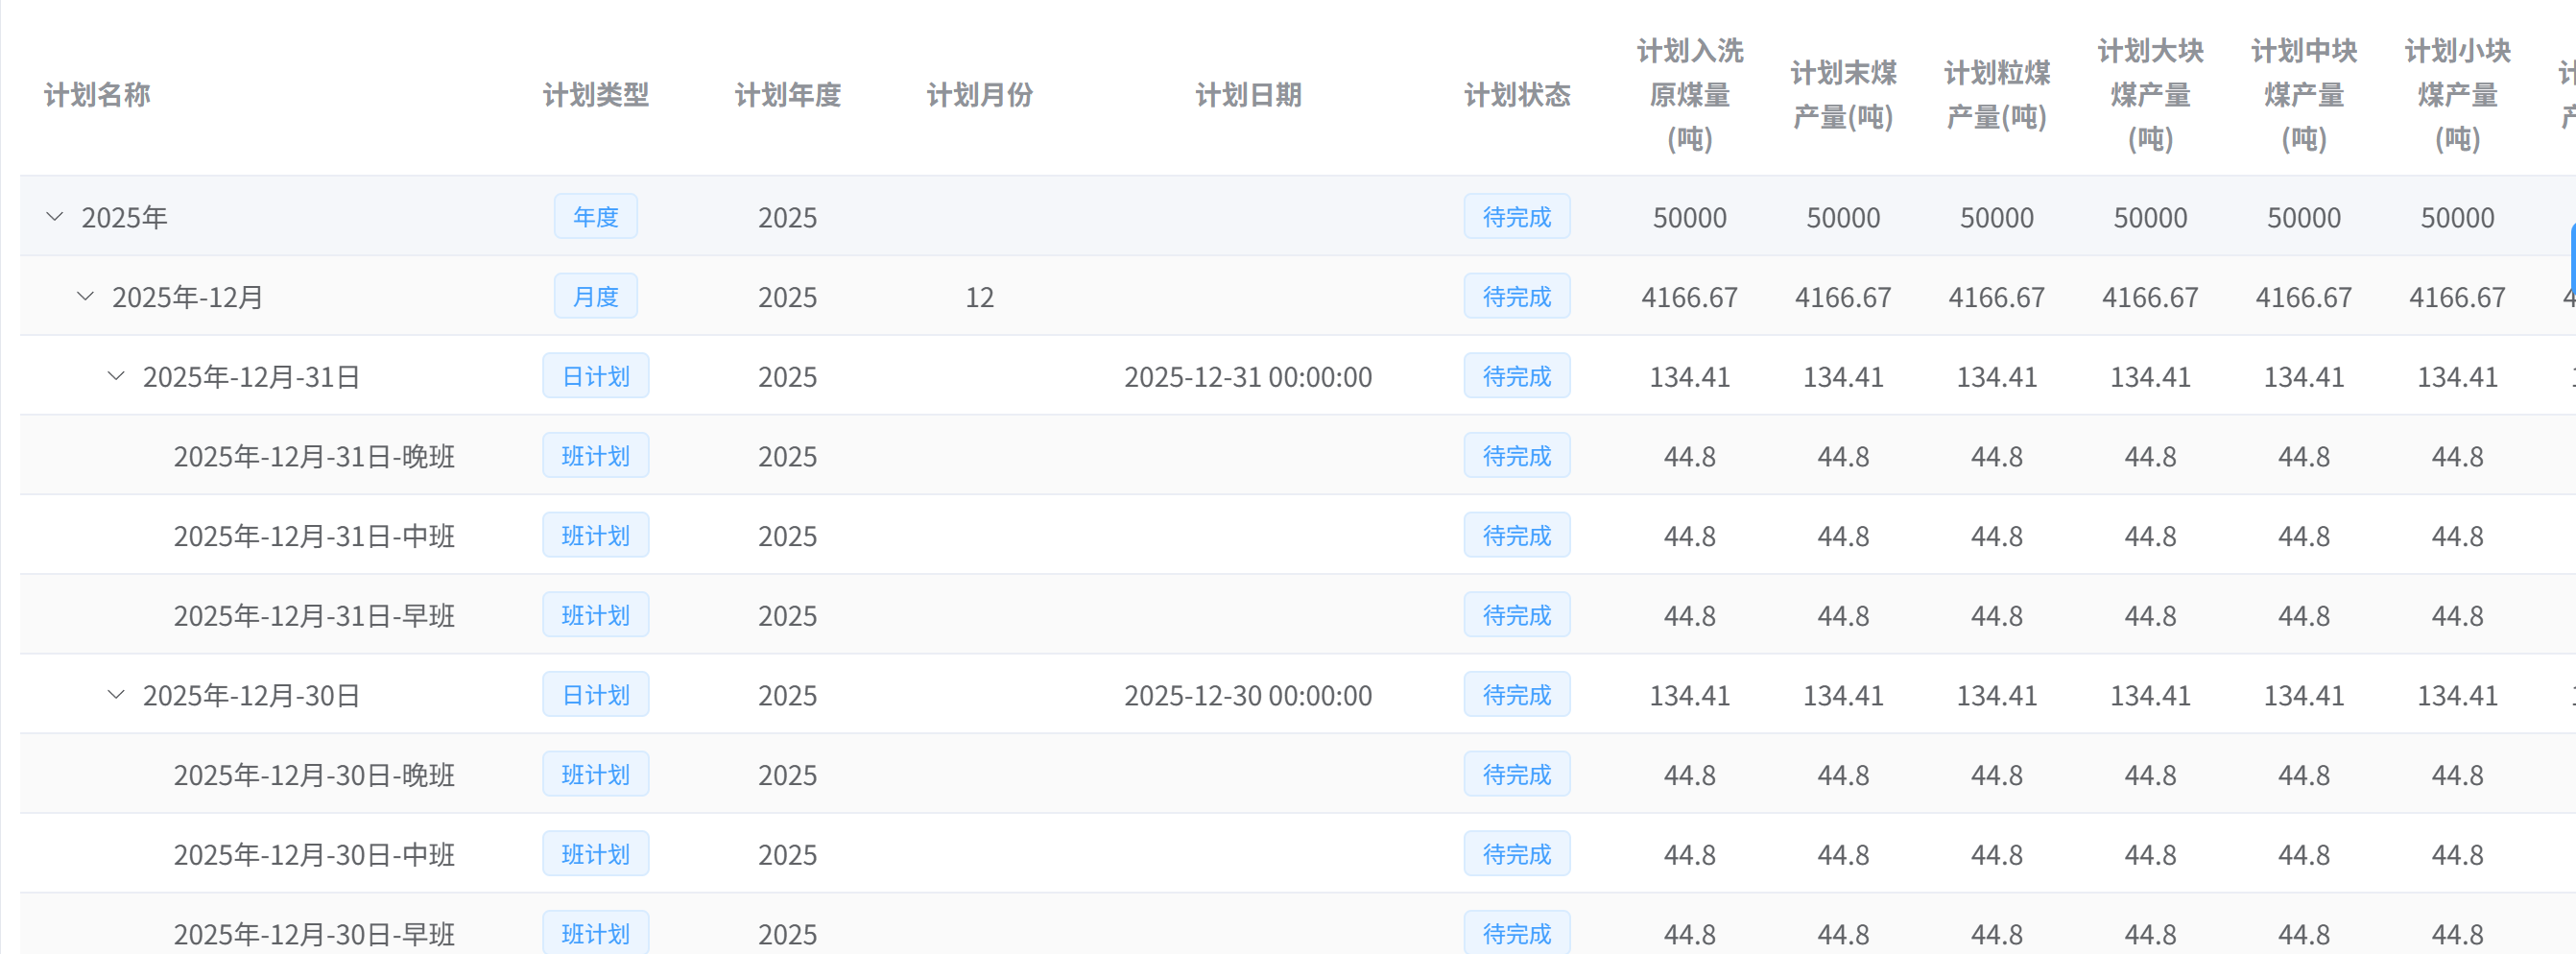 计划名称 计划类型 计划年度 计划月份 计划日期 计划状态 计划入洗原煤量(吨) 计划末煤产量(吨) 计划粒煤产量(吨) 计划大块煤产量(吨) 计划中块煤产量(吨) 计划小块煤产量(吨)
2025年 年度 2025 待完成 50000 50000 50000 50000 50000 50000
2025年-12月 月度 2025 12 待完成 4166.67 4166.67 4166.67 4166.67 4166.67 4166.67
2025年-12月-31日 日计划 2025 2025-12-31 00:00:00 待完成 134.41 134.41 134.41 134.41 134.41 134.41
2025年-12月-31日-晚班 班计划 2025 待完成 44.8 44.8 44.8 44.8 44.8 44.8
2025年-12月-31日-中班 班计划 2025 待完成 44.8 44.8 44.8 44.8 44.8 44.8
2025年-12月-31日-早班 班计划 2025 待完成 44.8 44.8 44.8 44.8 44.8 44.8
2025年-12月-30日 日计划 2025 2025-12-30 00:00:00 待完成 134.41 134.41 134.41 134.41 134.41 134.41
2025年-12月-30日-晚班 班计划 2025 待完成 44.8 44.8 44.8 44.8 44.8 44.8
2025年-12月-30日-中班 班计划 2025 待完成 44.8 44.8 44.8 44.8 44.8 44.8
2025年-12月-30日-早班 班计划 2025 待完成 44.8 44.8 44.8 44.8 44.8 44.8